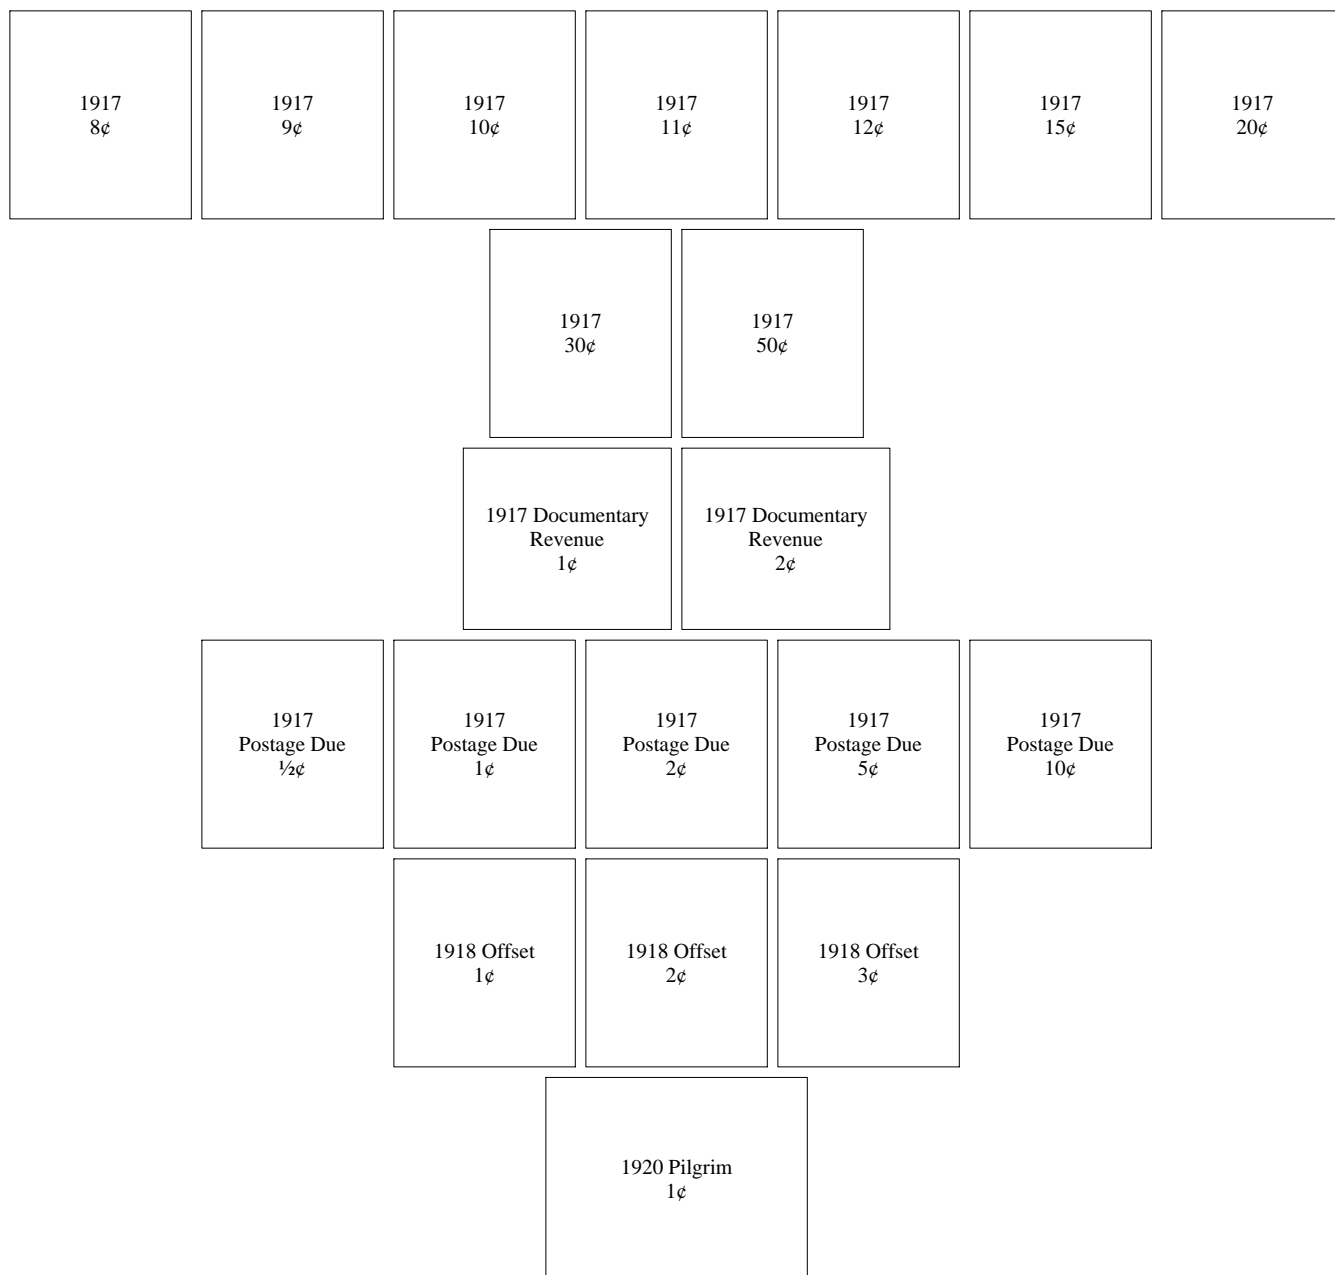 1917
8¢
1917
9¢
1917
10¢
1917
11¢
1917
12¢
1917
15¢
1917
20¢
1917
30¢
1917
50¢
1917 Documentary
Revenue
1¢
1917 Documentary
Revenue
2¢
1917
Postage Due
½¢
1917
Postage Due
1¢
1917
Postage Due
2¢
1917
Postage Due
5¢
1917
Postage Due
10¢
1918 Offset
1¢
1918 Offset
2¢
1918 Offset
3¢
1920 Pilgrim
1¢